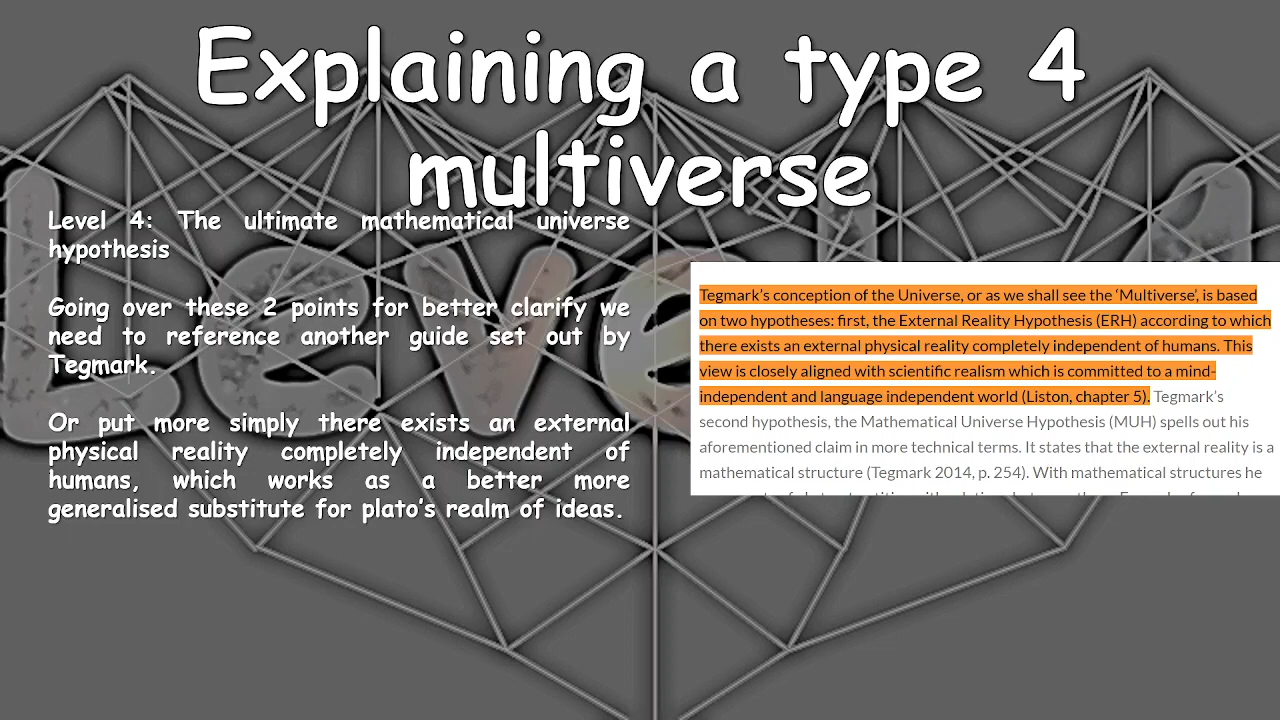 Explaining a type 4
multiverse
Level 4: The ultimate mathematical universe
hypothesis
Going over these 2 points for better clarify we
need to reference another guide set out by
Tegmark.
Or put more simply there exists an external
physical reality completely independent of
humans, which works as a better more
generalised substitute for plato's realm of ideas.
Tegmark's conception of the Universe, or as we shall see the 'Multiverse', is based
on two hypotheses: first, the External Reality Hypothesis (ERH) according to which
there exists an external physical reality completely independent of humans. This
view is closely aligned with scientific realism which is committed to a mind-
independent and language independent world (Liston, chapter 5). Tegmark's
second hypothesis, the Mathematical Universe Hypothesis (MUH) spells out his
aforementioned claim in more technical terms. It states that the external reality is a
mathematical structure (Tegmark 2014, p. 254). With mathematical structures he
Level